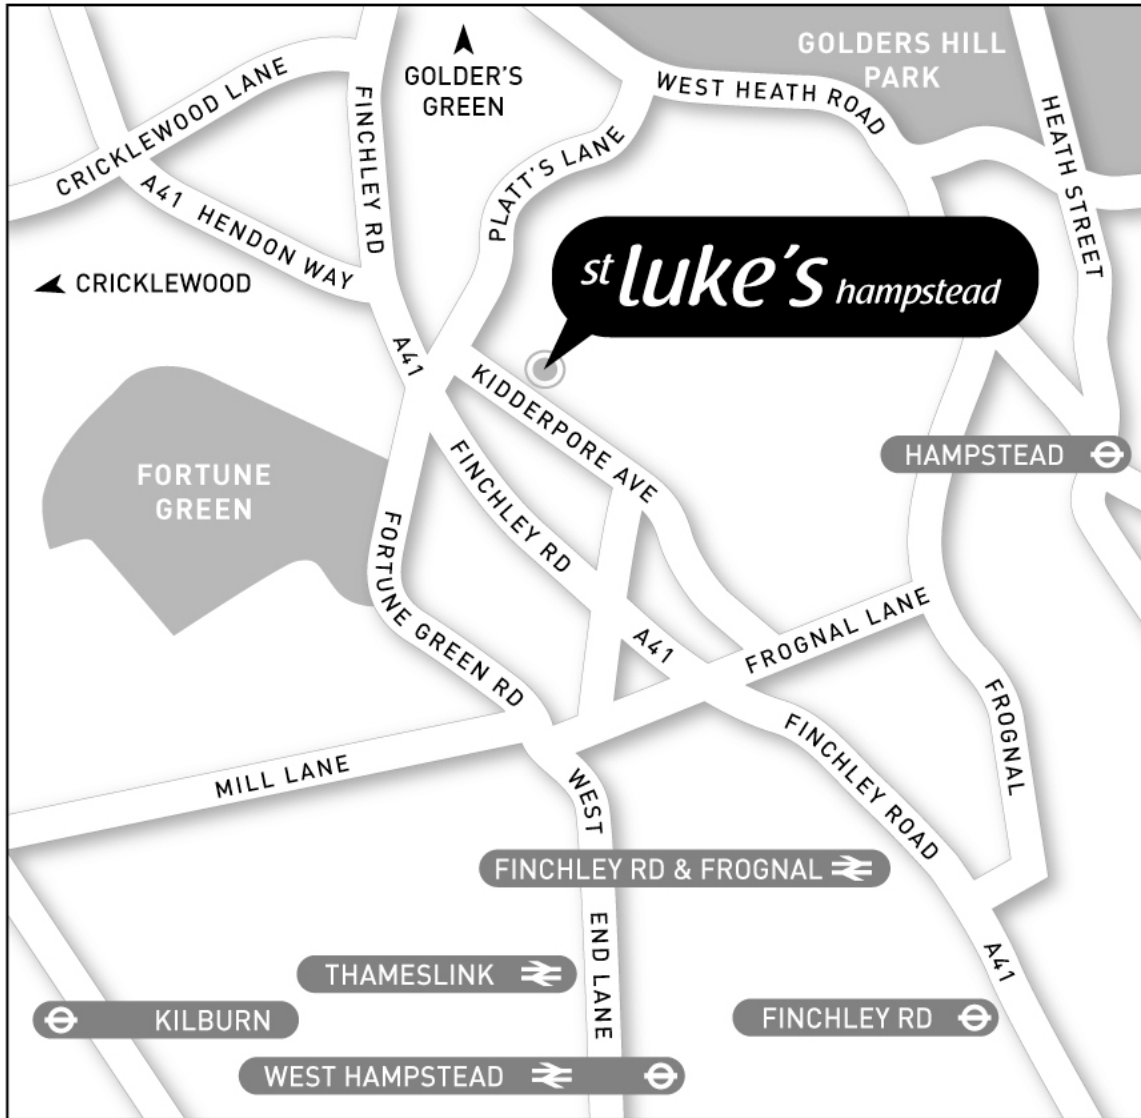 GOLDERS HILL
PARK
GOLDER'S
GREEN
WEST HEATH ROAD
CRICKLEWOOD LANE
FINCHLEY RD
HEATH STREET
PLATT'S LANE
A41 HENDON WAY
CRICKLEWOOD
st luke's hampstead
A41
KIDDERPORE AVE
HAMPSTEAD
FORTUNE
GREEN
FINCHLEY RD
FORTUNE GREEN RD
A41
FROGNAL LANE
FROGNAL
FINCHLEY ROAD
MILL LANE
WEST END LANE
FINCHLEY RD & FROGNAL
A41
THAMESLINK
KILBURN
FINCHLEY RD
WEST HAMPSTEAD